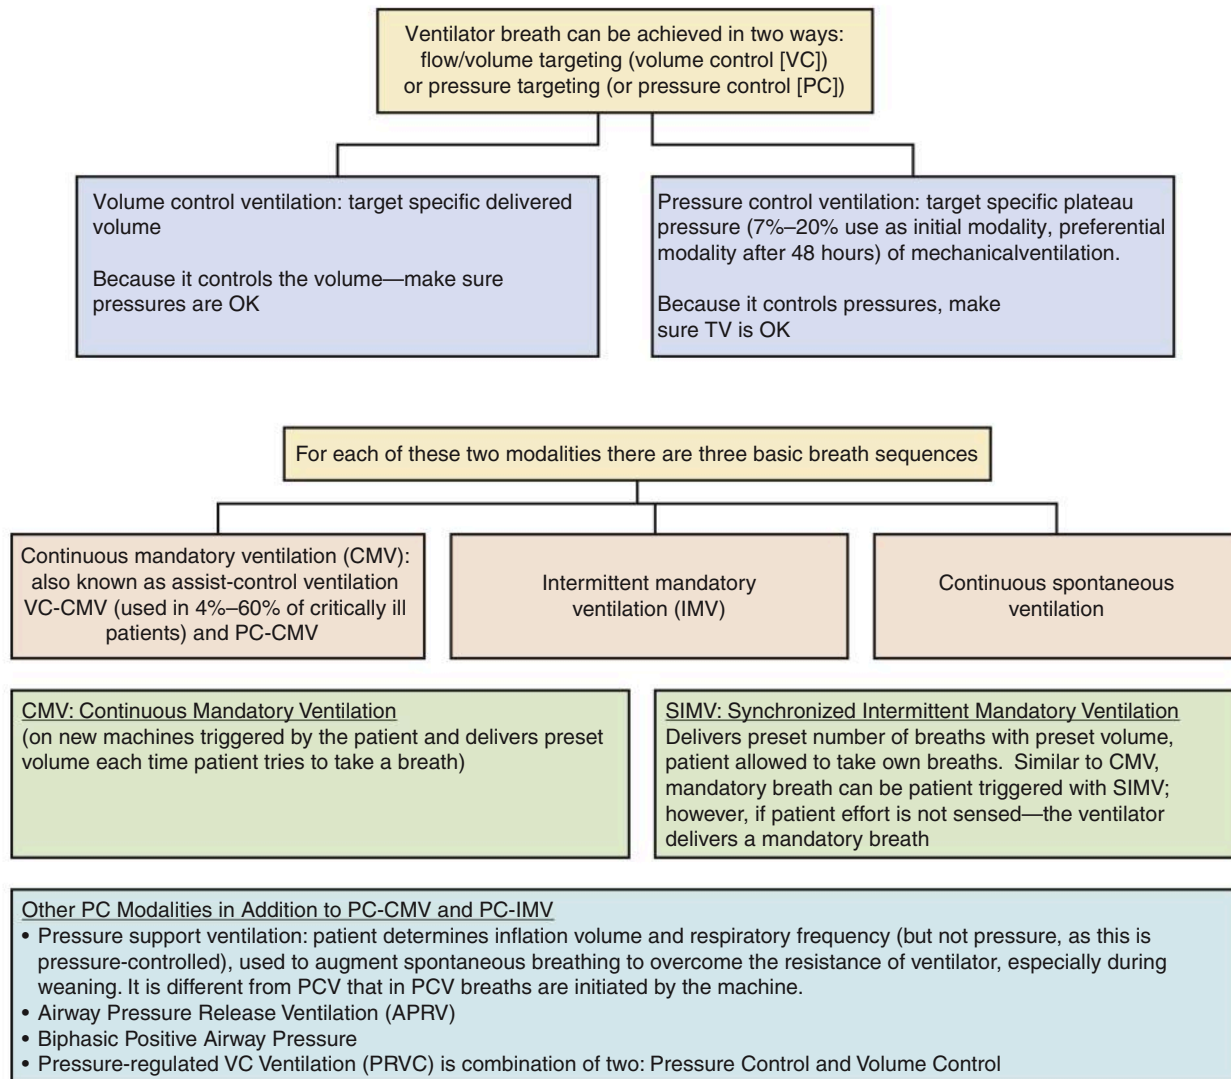 Ventilator breath can be achieved in two ways:
flow/volume targeting (volume control [VC])
or pressure targeting (or pressure control [PC])
Volume control ventilation: target specific delivered
volume
Because it controls the volume—make sure
pressures are OK
Pressure control ventilation: target specific plateau
pressure (7%–20% use as initial modality, preferential
modality after 48 hours) of mechanicalventilation.
Because it controls pressures, make
sure TV is OK
For each of these two modalities there are three basic breath sequences
Continuous mandatory ventilation (CMV):
also known as assist-control ventilation
VC-CMV (used in 4%–60% of critically ill
patients) and PC-CMV
Intermittent mandatory
ventilation (IMV)
Continuous spontaneous
ventilation
CMV: Continuous Mandatory Ventilation
(on new machines triggered by the patient and delivers preset
volume each time patient tries to take a breath)
SIMV: Synchronized Intermittent Mandatory Ventilation
Delivers preset number of breaths with preset volume,
patient allowed to take own breaths.  Similar to CMV,
mandatory breath can be patient triggered with SIMV;
however, if patient effort is not sensed—the ventilator
delivers a mandatory breath
Other PC Modalities in Addition to PC-CMV and PC-IMV
• Pressure support ventilation: patient determines inflation volume and respiratory frequency (but not pressure, as this is
pressure-controlled), used to augment spontaneous breathing to overcome the resistance of ventilator, especially during
weaning. It is different from PCV that in PCV breaths are initiated by the machine.
• Airway Pressure Release Ventilation (APRV)
• Biphasic Positive Airway Pressure
• Pressure-regulated VC Ventilation (PRVC) is combination of two: Pressure Control and Volume Control